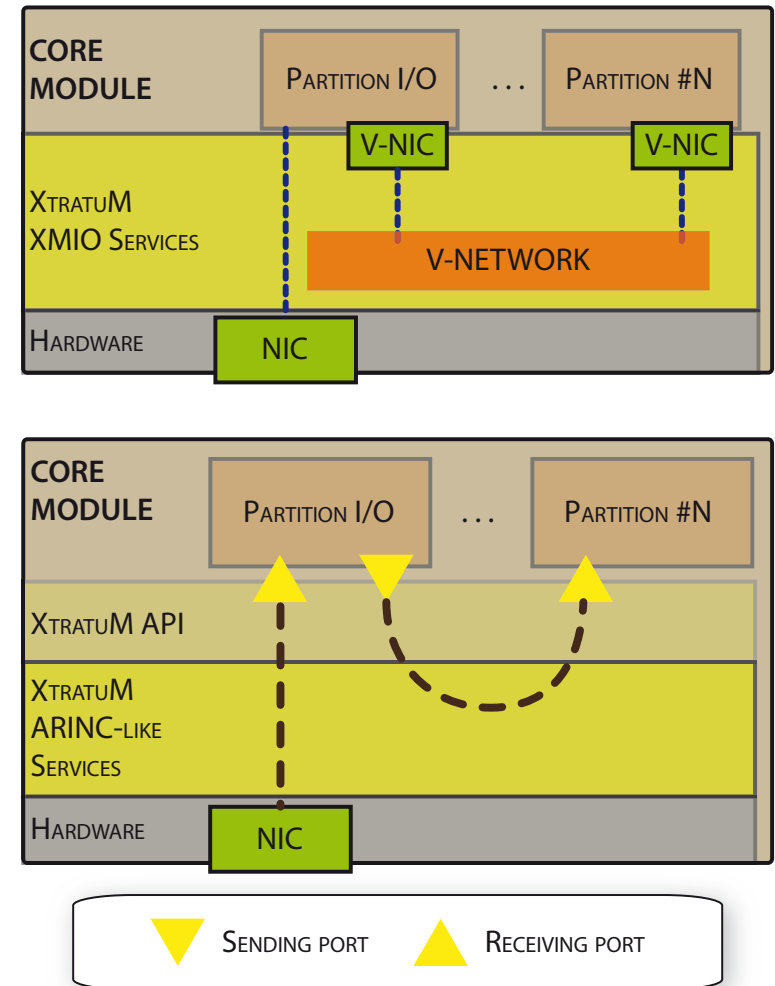 CORE
MODULE
PARTITION I/O
...
PARTITION #N
V-NIC
V-NIC
XTRATUM
XMIO SERVICES
V-NETWORK
HARDWARE
NIC
CORE
MODULE
PARTITION I/O
...
PARTITION #N
XTRATUM API
XTRATUM
ARINC-LIKE
SERVICES
HARDWARE
NIC
SENDING PORT
RECEIVING PORT